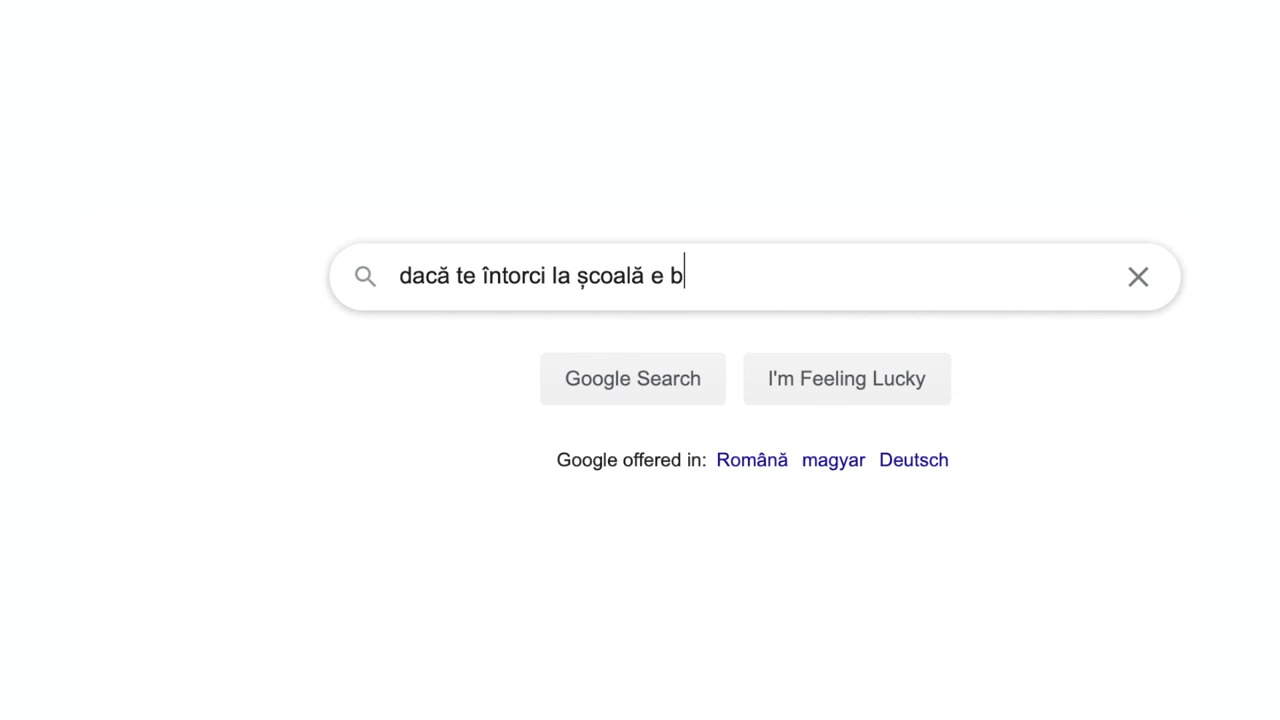 dacă te întorci la școală e b
Google Search I'm Feeling Lucky
Google offered in: Română magyar Deutsch